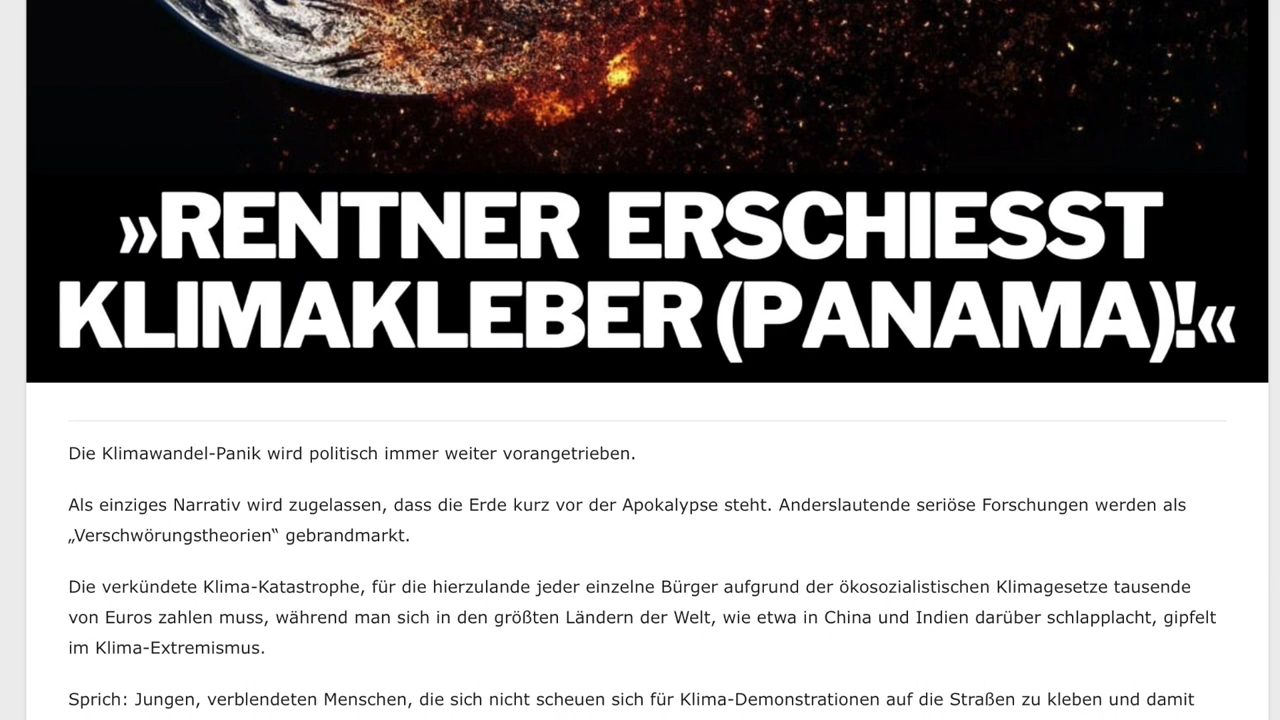 »RENTNER ERSCHIESST
KLIMAKLEBER (PANAMA)!«
Die Klimawandel-Panik wird politisch immer weiter vorangetrieben.
Als einziges Narrativ wird zugelassen, dass die Erde kurz vor der Apokalypse steht. Anderslautende seriöse Forschungen werden als
„Verschwörungstheorien“ gebrandmarkt.
Die verkündete Klima-Katastrophe, für die hierzulande jeder einzelne Bürger aufgrund der ökosozialistischen Klimagesetze tausende
von Euros zahlen muss, während man sich in den größten Ländern der Welt, wie etwa in China und Indien darüber schlapplacht, gipfelt
im Klima-Extremismus.
Sprich: Jungen, verblendeten Menschen, die sich nicht scheuen sich für Klima-Demonstrationen auf die Straßen zu kleben und damit